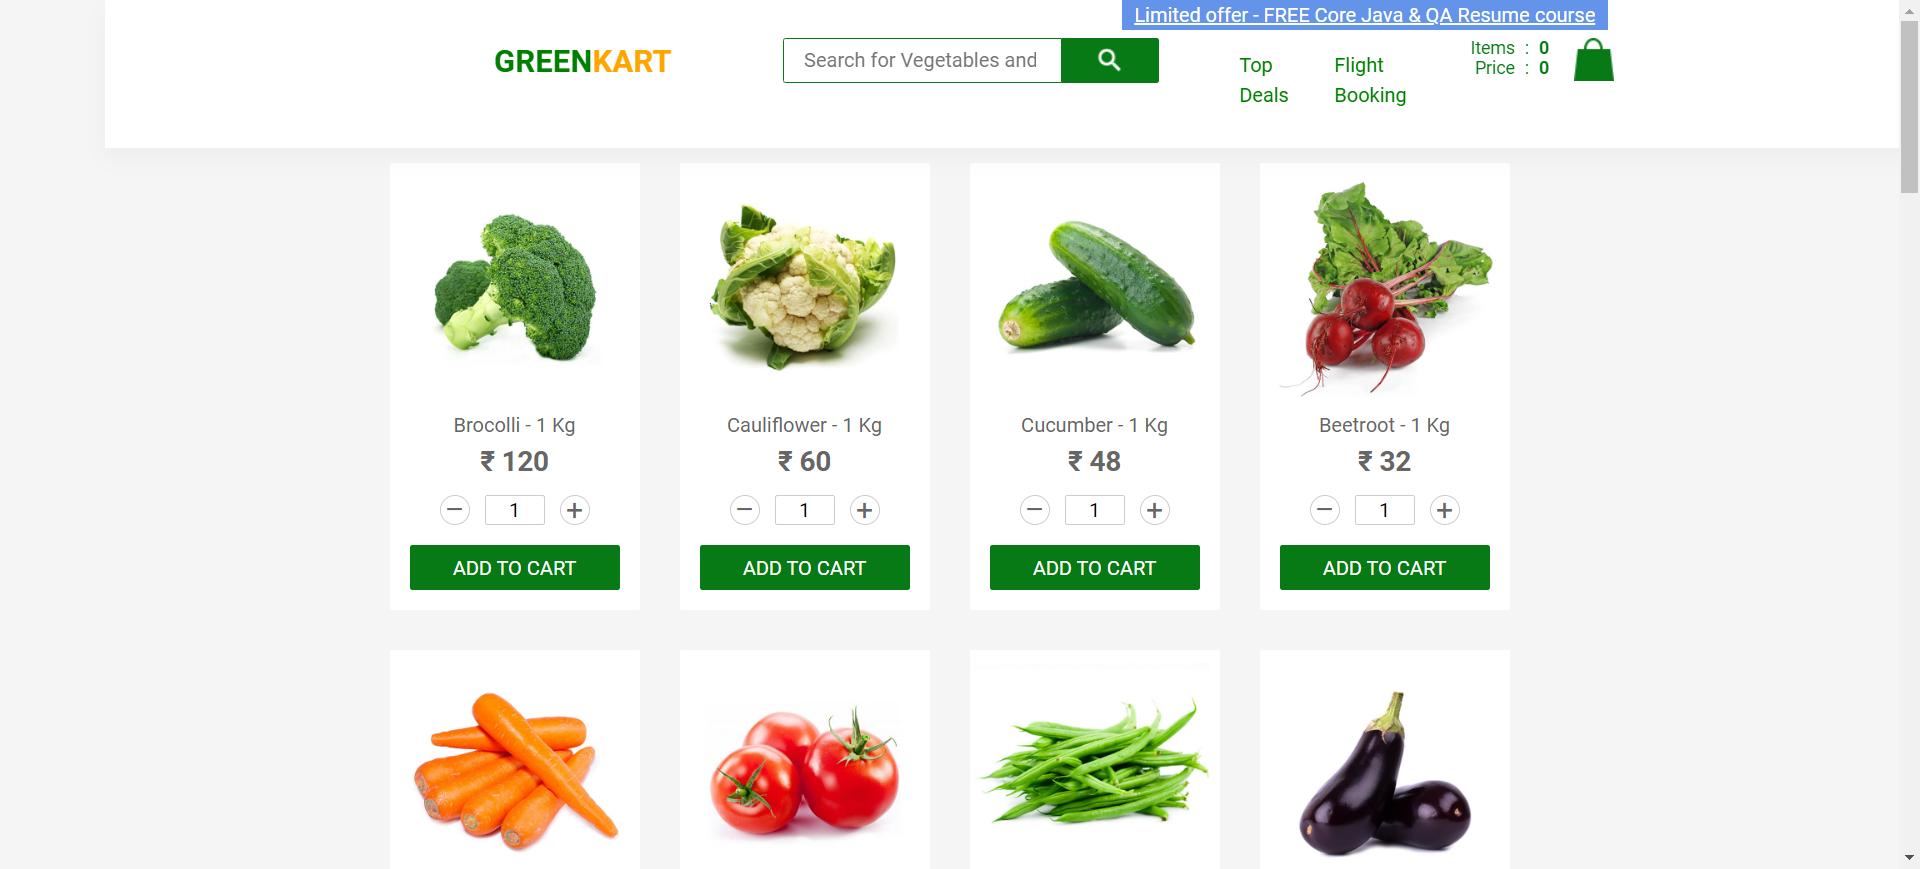 Limited offer - FREE Core Java & QA Resume course
GREENKART
Search for Vegetables and
Top
Deals
Flight
Booking
Items : 0
Price : 0
Brocolli - 1 Kg
₹ 120
− 1 +
ADD TO CART
Cauliflower - 1 Kg
₹ 60
− 1 +
ADD TO CART
Cucumber - 1 Kg
₹ 48
− 1 +
ADD TO CART
Beetroot - 1 Kg
₹ 32
− 1 +
ADD TO CART